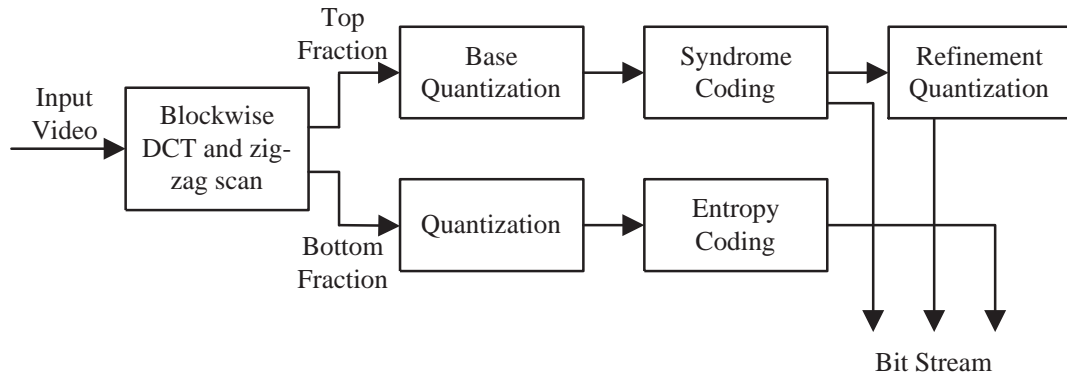 Top
Fraction
Base
Quantization
Syndrome
Coding
Refinement
Quantization
Input
Video
Blockwise
DCT and zig-
zag scan
Quantization
Entropy
Coding
Bottom
Fraction
Bit Stream